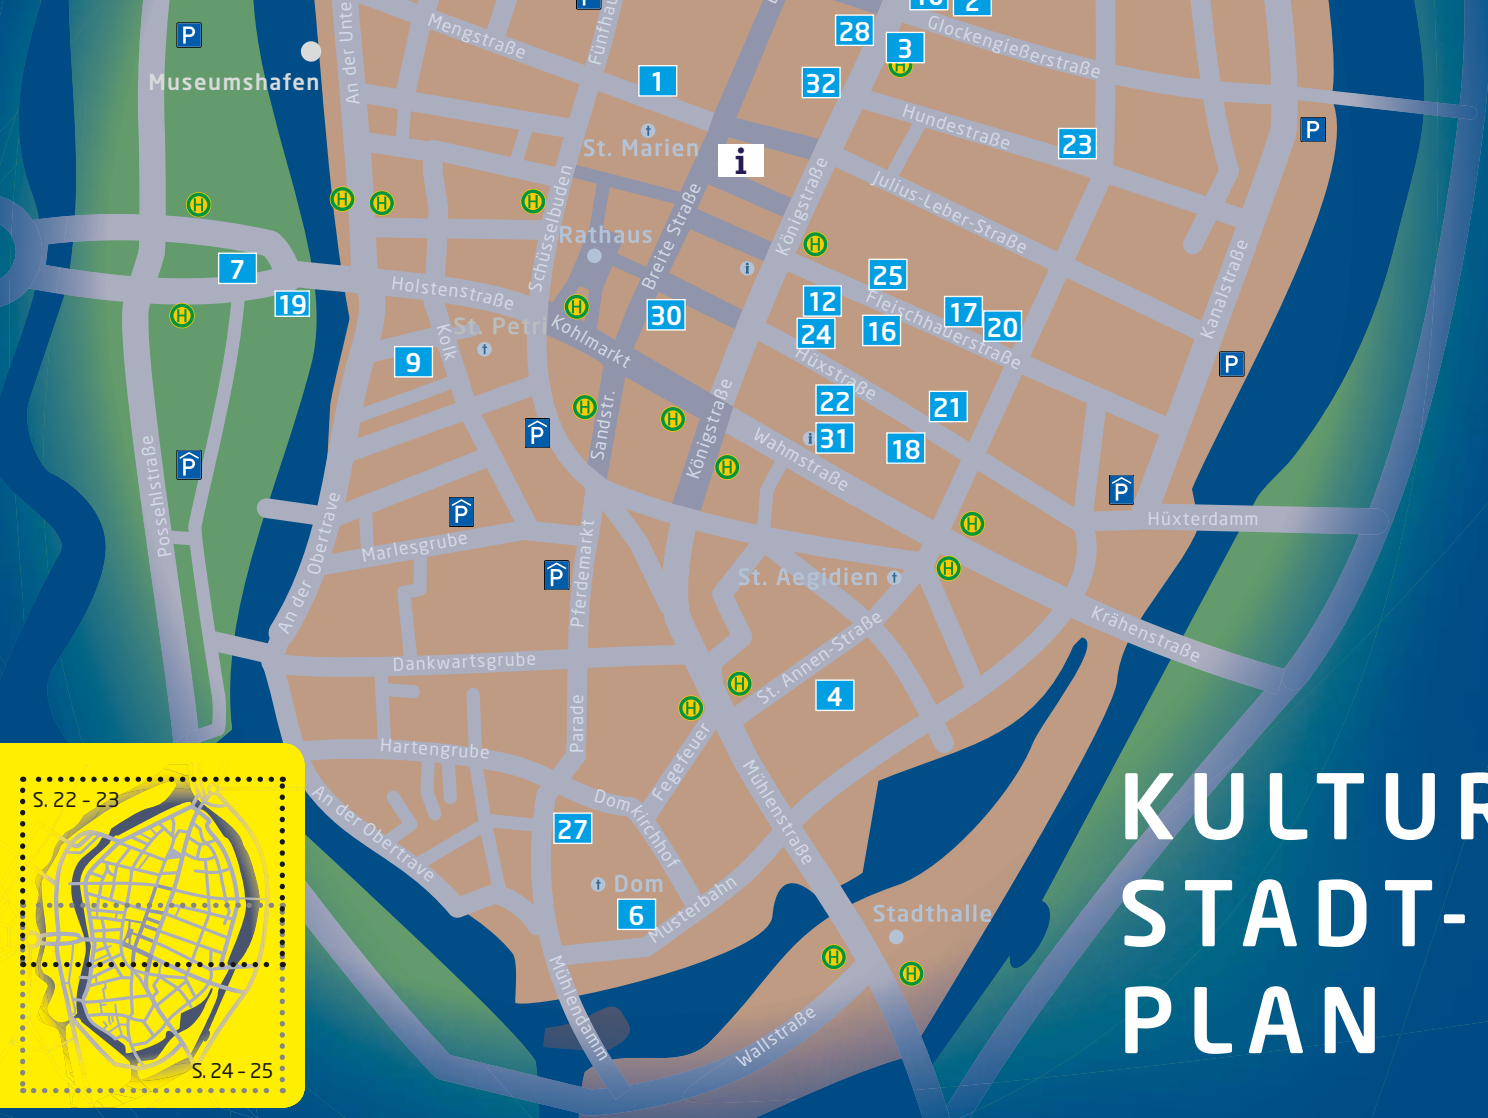 P
2
An der Unte
Mengstraße
Fünfhau
28
3
Glockengießerstraße
P
H
Museumshafen
1
32
Hundestraße
23
P
St. Marien
i
Julius-Leber-Straße
H
H
H
H
Schüsselbuden
Breite Straße
Königstraße
Rathaus
H
i
Kanalstraße
7
19
Holstenstraße
25
12
Fleischhauerstraße
17
20
H
H
30
24
16
St. Petri
Kolk
Kohlmarkt
9
Hüxstraße
P
Sandstr.
H
H
Königstraße
22
21
P
i
31
18
Wahmstraße
P
H
P
Possehlstraße
P
An der Obertrave
Hüxterdamm
H
Marlesgrube
Pferdemarkt
P
St. Aegidien
H
Krähenstraße
St. Annen-Straße
Dankwartsgrube
H
4
H
Parade
Hartengrube
Fegefeuer
Mühlenstraße
An der Obertrave
Domkirchhof
27
Dom
6
Musterbahn
Stadthalle
H
H
Mühlendamm
Wallstraße
KULTUR
STADT-
PLAN
S. 22 - 23
S. 24 - 25